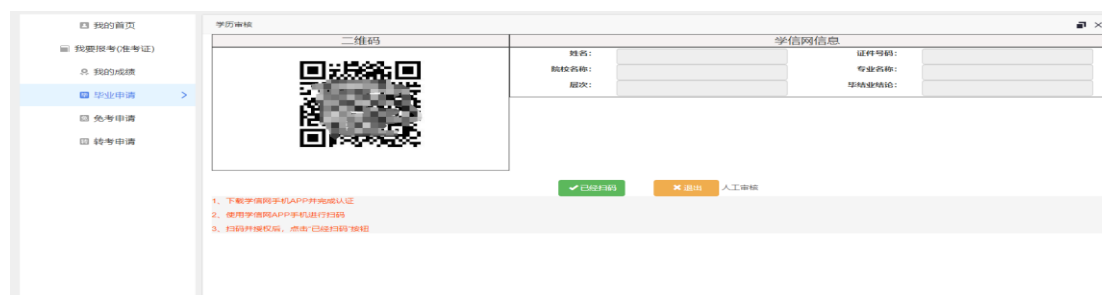 我的首页
我要报考(准考证)
我的成绩
毕业申请 >
免考申请
转考申请
学历审核
二维码
学信网信息
姓名：
证件号码：
院校名称：
专业名称：
层次：
毕结业结论：
已经扫码
退出
人工审核
1、下载学信网手机APP并完成认证
2、使用学信网APP手机进行扫码
3、扫码并授权后，点击"已经扫码"按钮